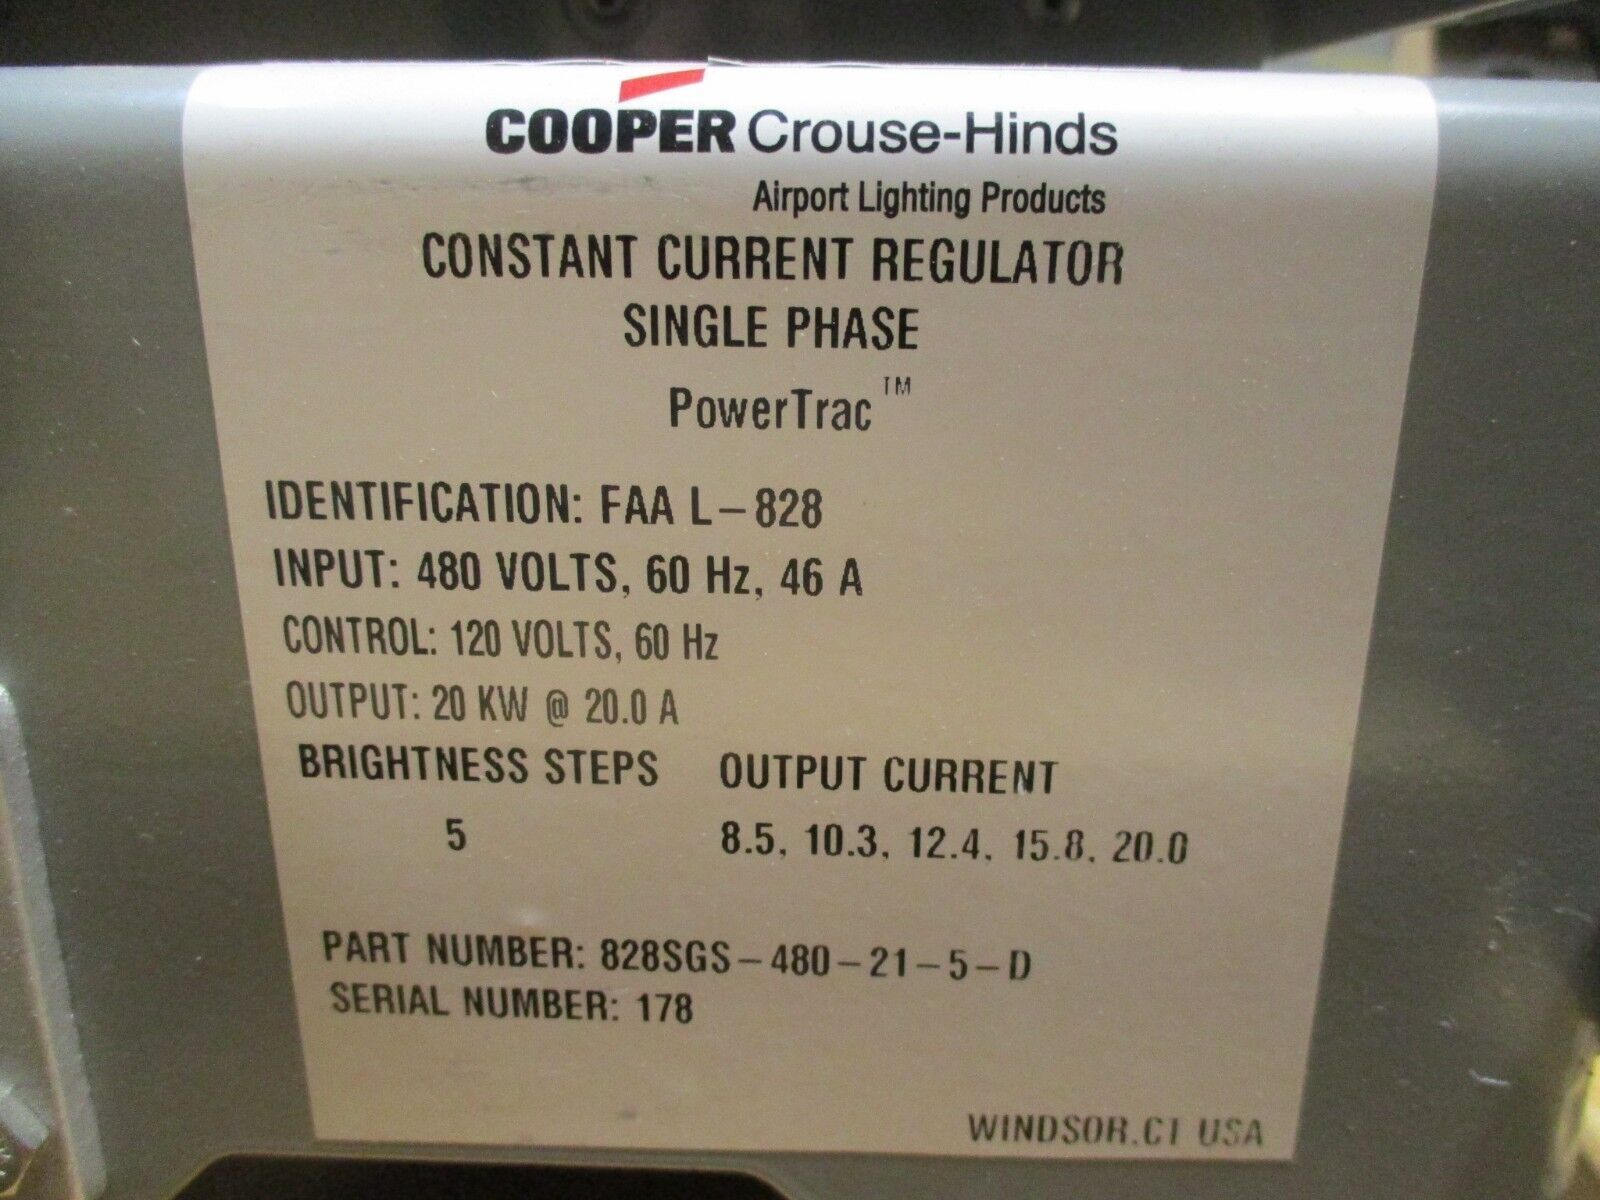 COOPER Crouse-Hinds
Airport Lighting Products
CONSTANT CURRENT REGULATOR
SINGLE PHASE
PowerTrac™
IDENTIFICATION: FAA L-828
INPUT: 480 VOLTS, 60 Hz, 46 A
CONTROL: 120 VOLTS, 60 Hz
OUTPUT: 20 KW @ 20.0 A
BRIGHTNESS STEPS OUTPUT CURRENT
5 8.5, 10.3, 12.4, 15.8, 20.0
PART NUMBER: 828SGS-480-21-5-D
SERIAL NUMBER: 178
WINDSOR, CT USA